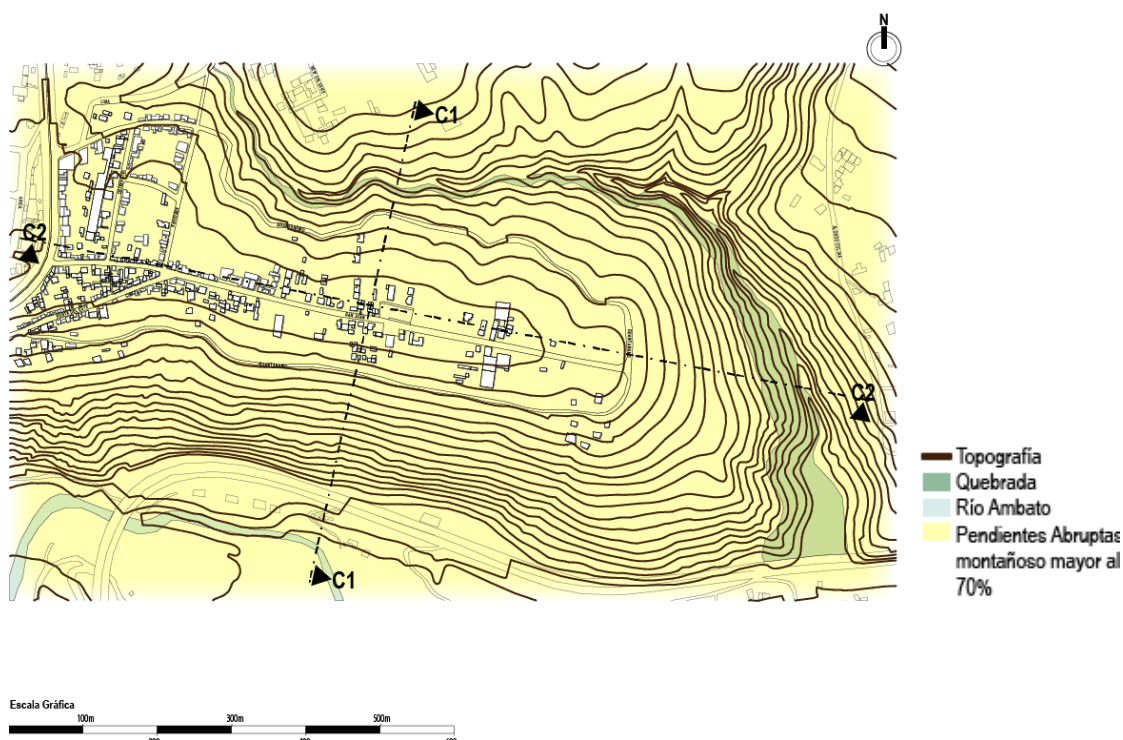 N
C1
LIMA
C2
C2
C1
Topografía
Quebrada
Río Ambato
Pendientes Abruptas
montañoso mayor al
70%
Escala Gráfica
100m
300m
500m